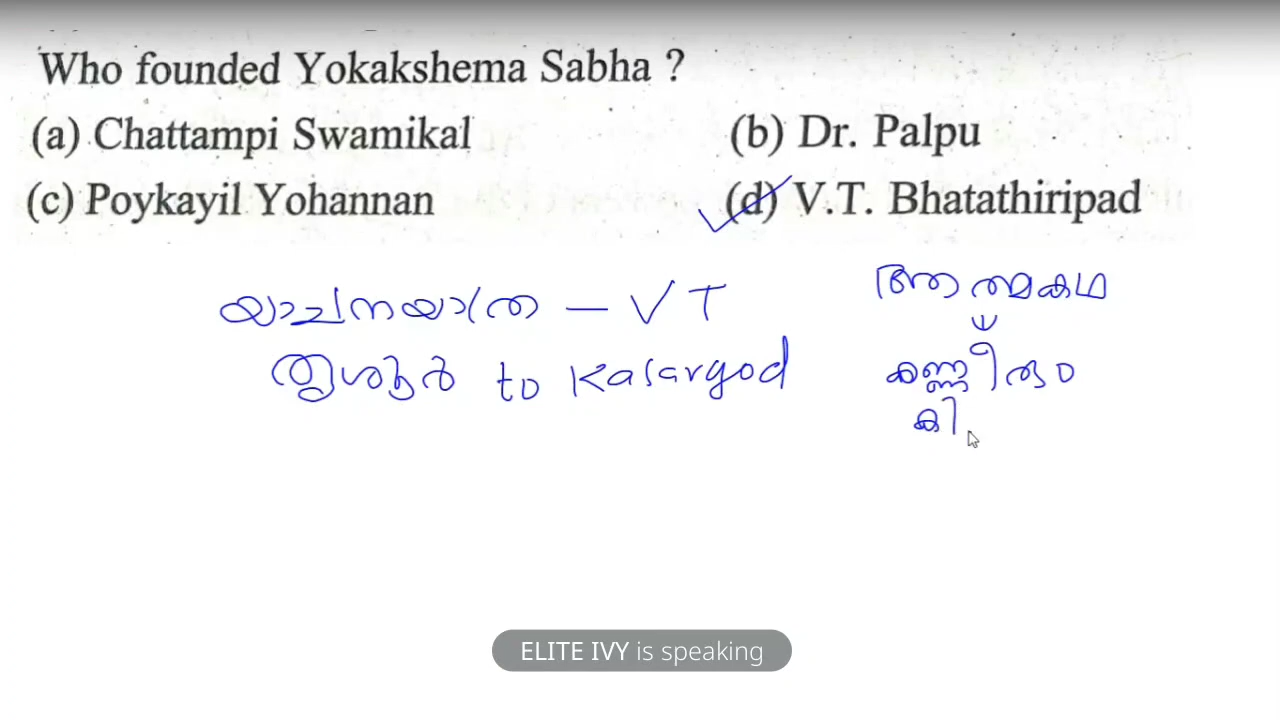 Who founded Yokakshema Sabha ?
(a) Chattampi Swamikal (b) Dr. Palpu
(c) Poykayil Yohannan (d) V.T. Bhatathiripad
യാചനയാത്ര – VT
തൃശൂർ to Kasargod
ആത്മകഥ
കണ്ണീരും
കി
ELITE IVY is speaking